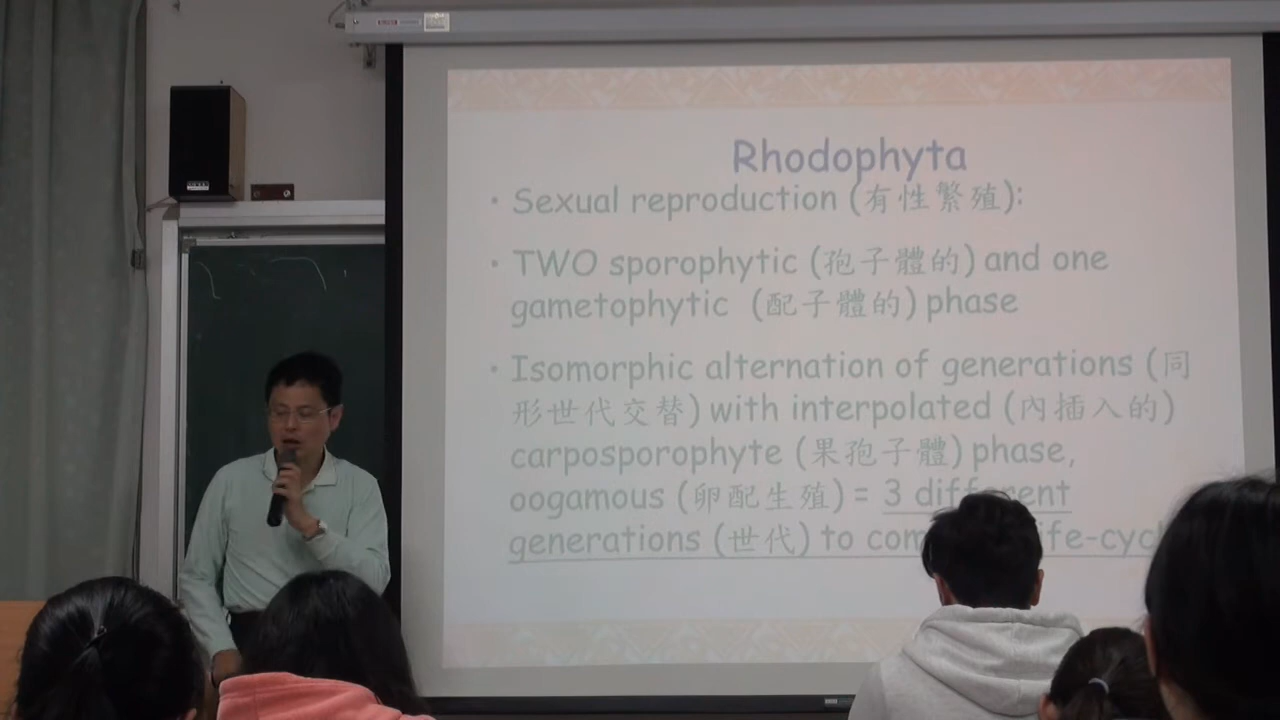 Rhodophyta
• Sexual reproduction (有性繁殖):
• TWO sporophytic (孢子體的) and one
gametophytic (配子體的) phase
• Isomorphic alternation of generations (同
形世代交替) with interpolated (內插入的)
carposporophyte (果孢子體) phase,
oogamous (卵配生殖) = 3 different
generations (世代) to